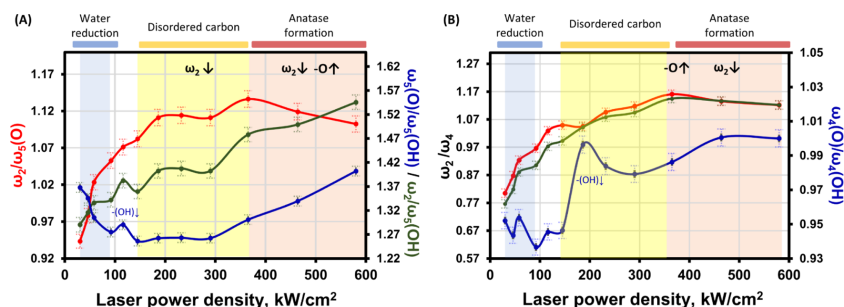 (A)
Water
reduction
Disordered carbon
Anatase
formation
ω₂/ω₅(O)
1.17
1.12
1.07
1.02
0.97
0.92
ω₂↓
ω₂↓ -O↑
-(OH)↓
1.62
1.57
1.52
1.47
1.42
1.37
1.32
1.27
1.22
ω₅(O)/ω₅(OH) / ω₂/ω₅(OH)
0 100 200 300 400 500 600
Laser power density, kW/cm²
(B)
Water
reduction
Disordered carbon
Anatase
formation
ω₂/ω₄
1.27
1.17
1.07
0.97
0.87
0.77
0.67
0.57
-O↑ ω₂↓
-(OH)↓
1.05
1.03
1.01
0.99
0.97
0.95
0.93
ω₄(O)/ω₄(OH)
0 100 200 300 400 500 600
Laser power density, kW/cm²